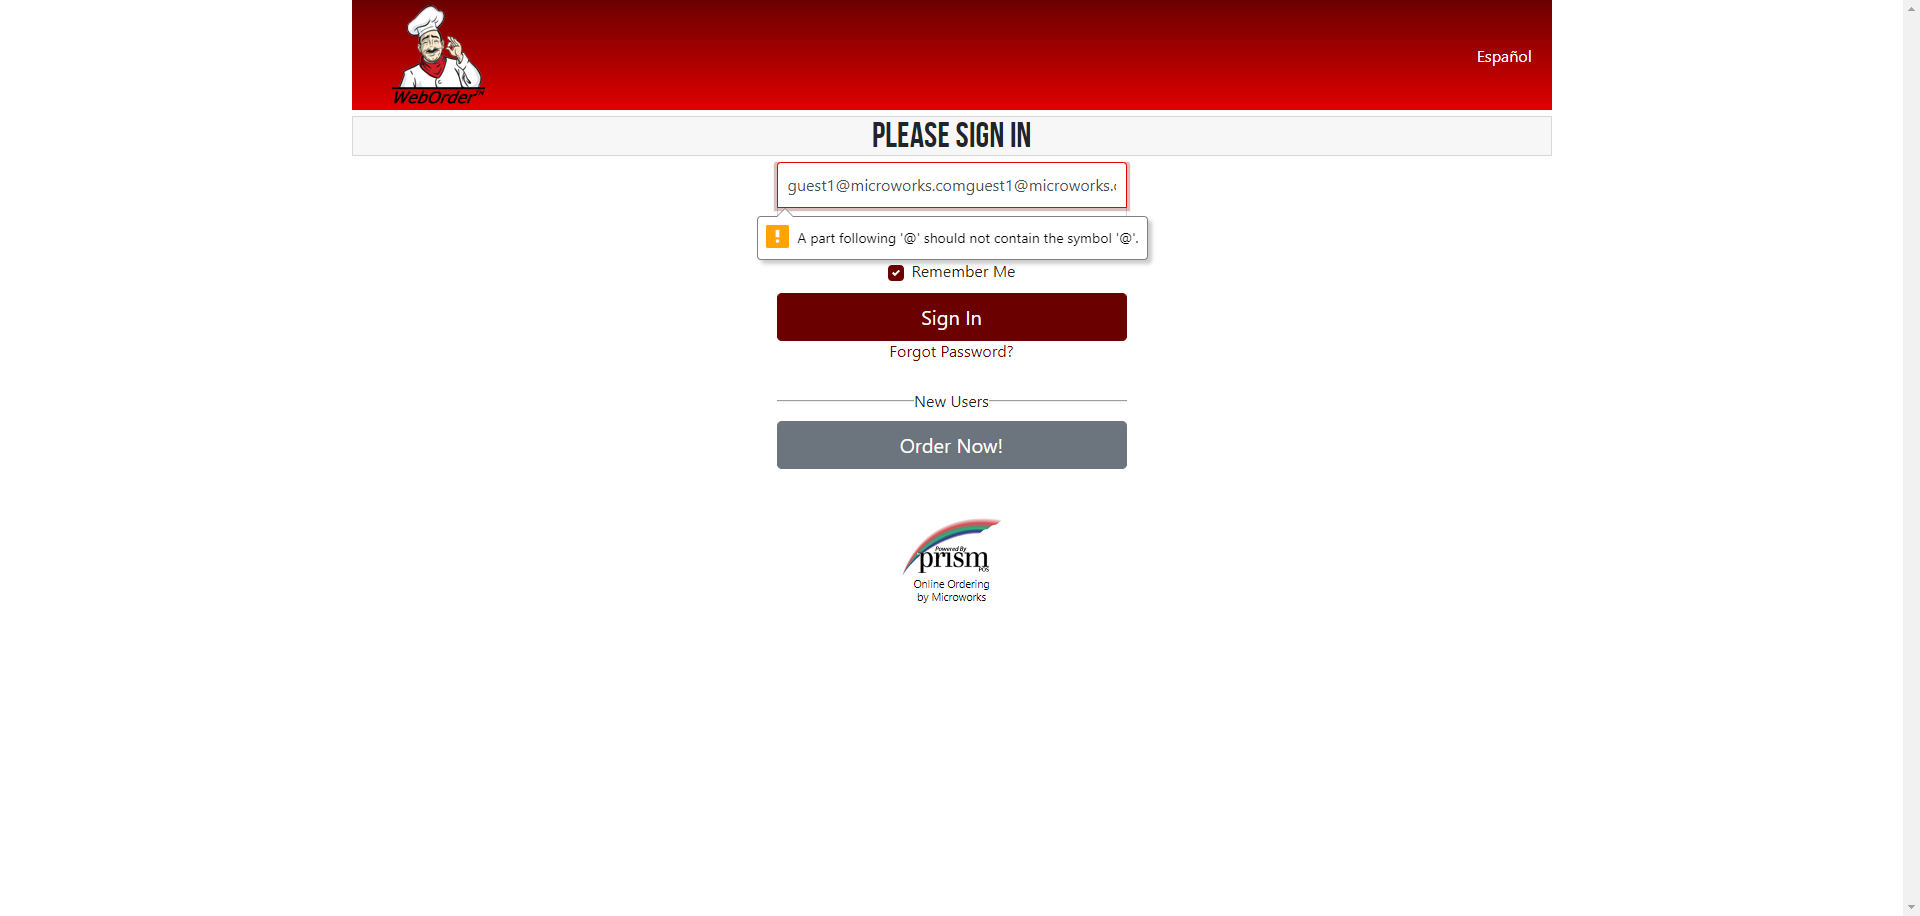 WebOrder™
Español
PLEASE SIGN IN
guest1@microworks.comguest1@microworks.
A part following '@' should not contain the symbol '@'.
Remember Me
Sign In
Forgot Password?
New Users
Order Now!
Powered By
prism
POS
Online Ordering
by Microworks